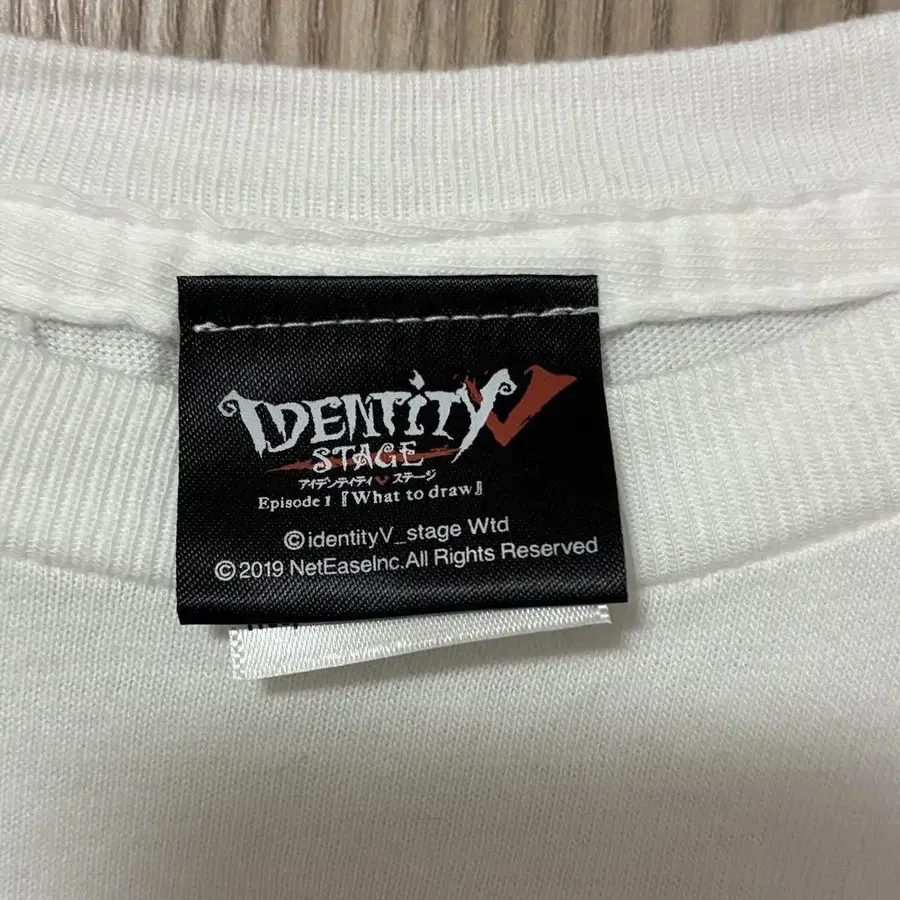 IDENTITY V
STAGE
アイデンティティV ステージ
Episode 1 『What to draw』
©identityV_stage Wtd
©2019 NetEaseInc.All Rights Reserved